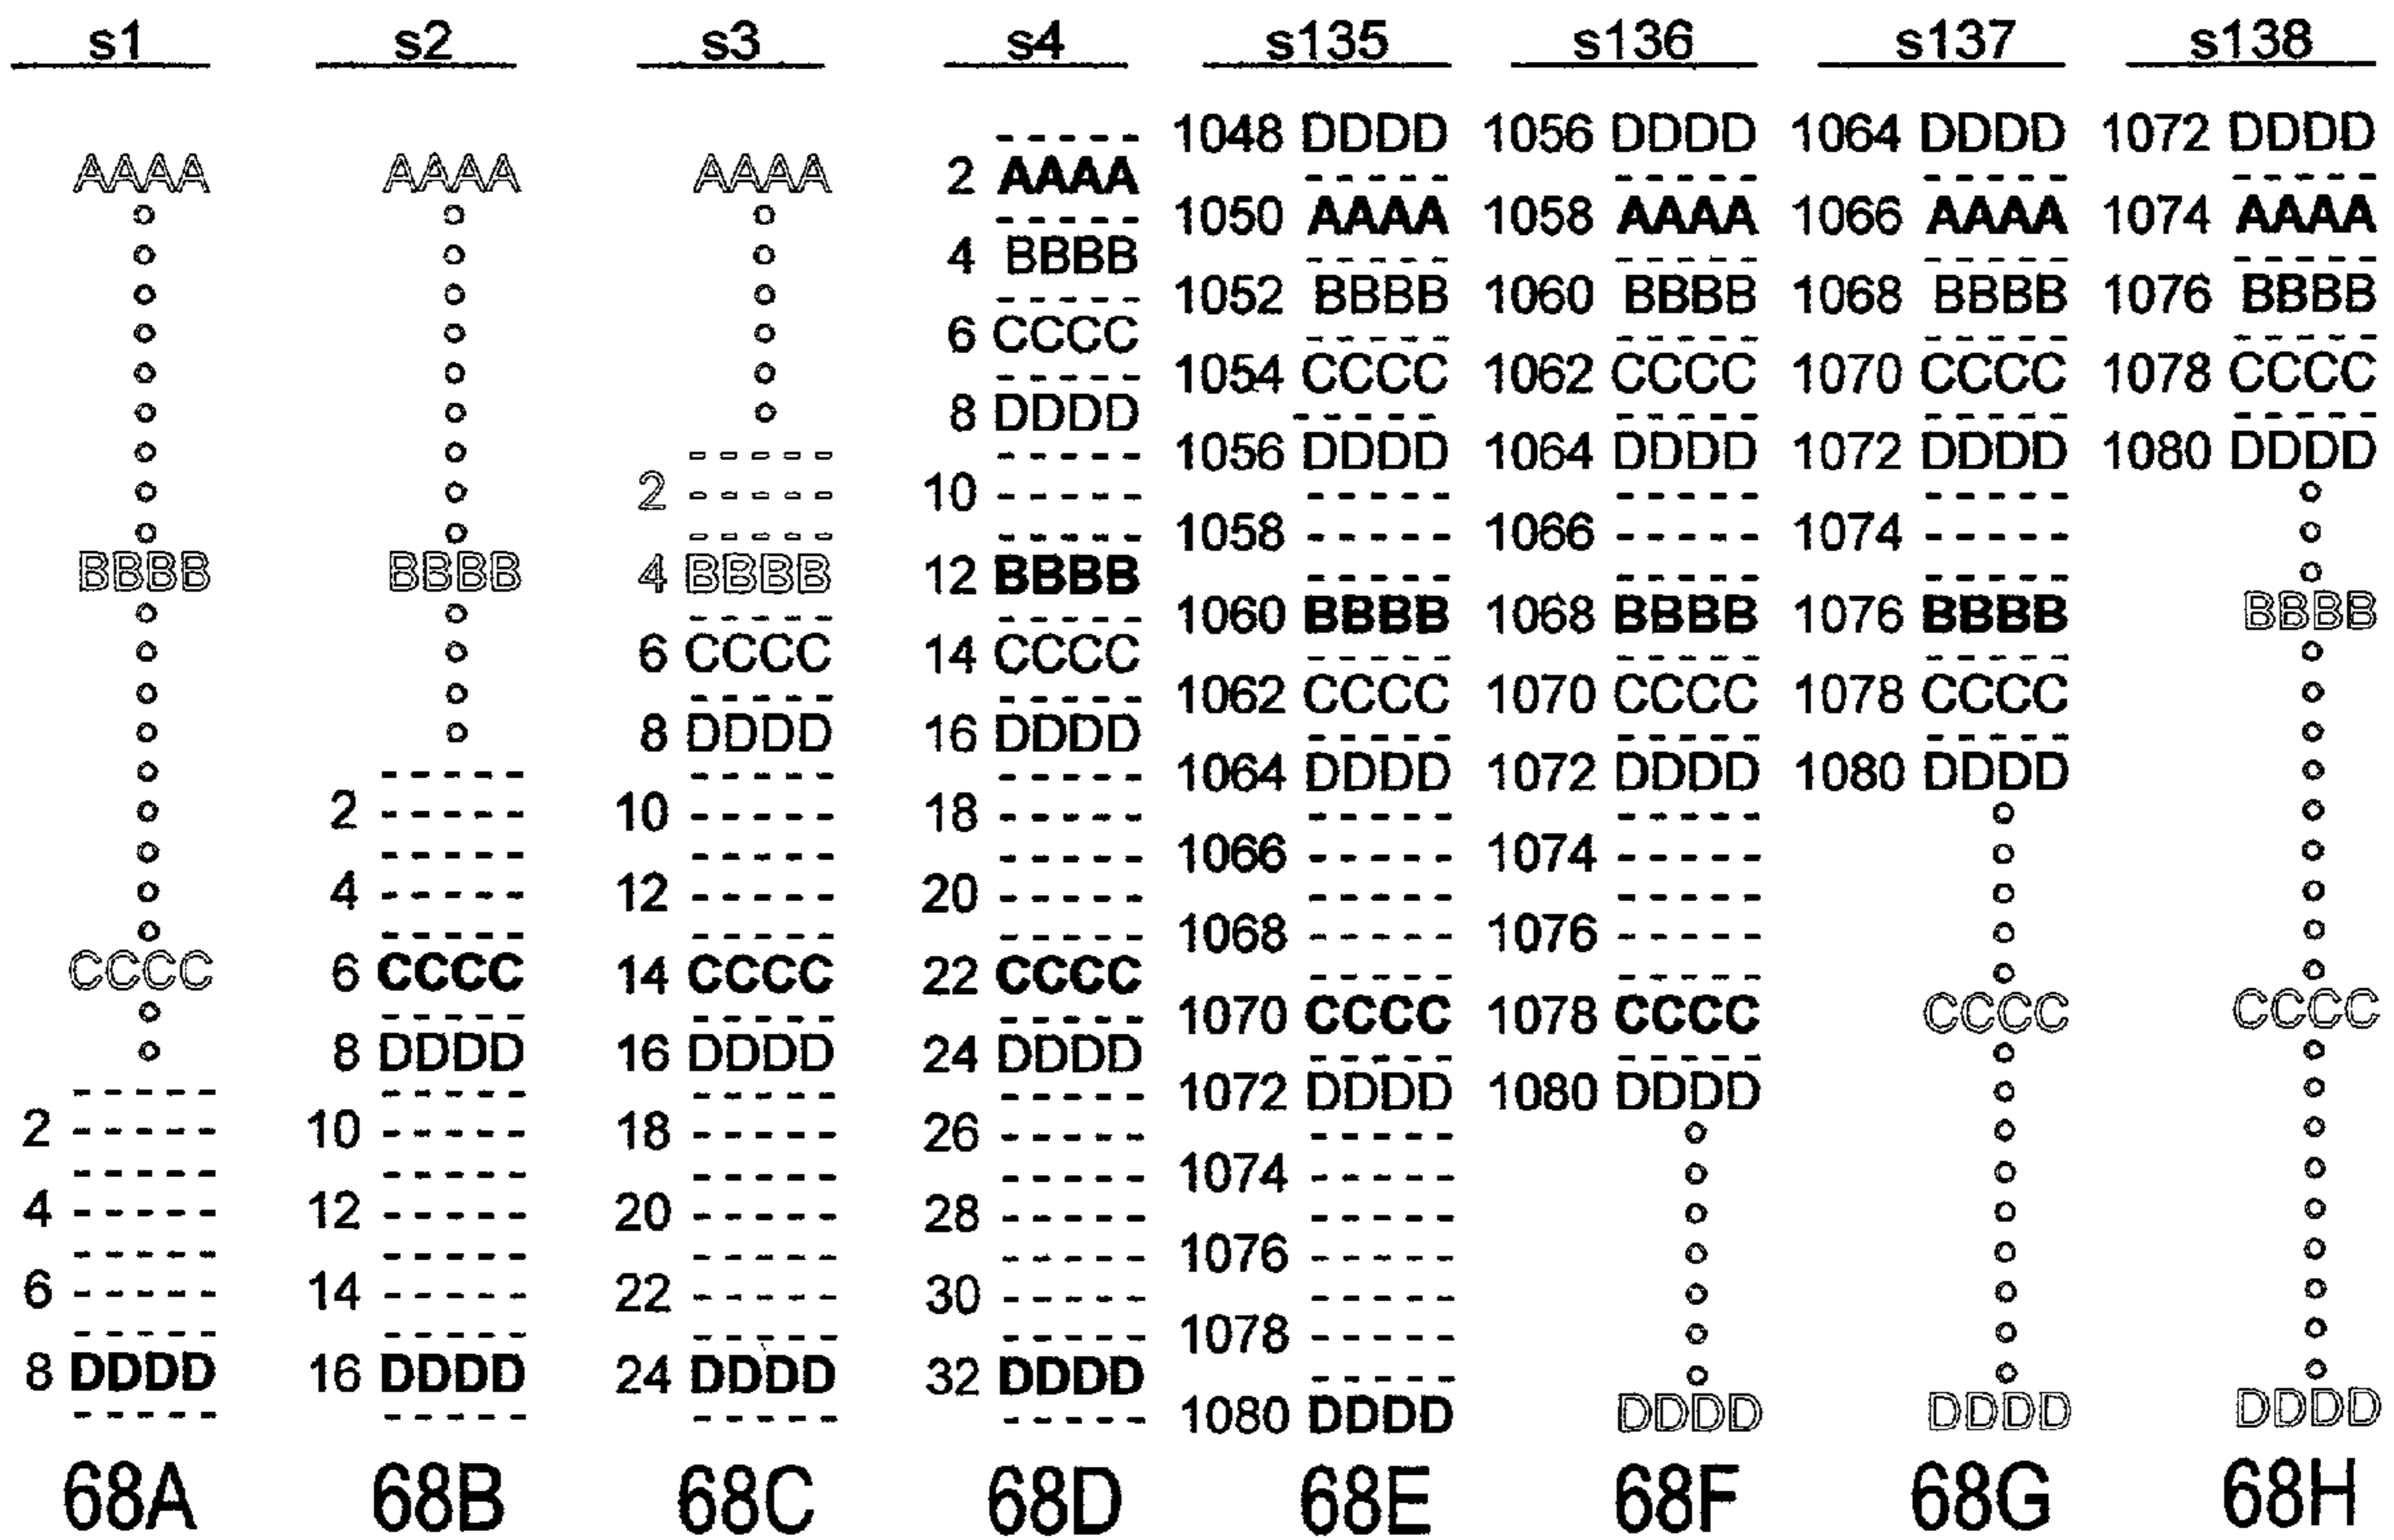 s1
AAAA
BBBB
CCCC
2 -----
4 -----
6 -----
8 DDDD
68A
s2
AAAA
BBBB
2 -----
4 -----
6 CCCC
8 DDDD
10 -----
12 -----
14 -----
16 DDDD
68B
s3
AAAA
2 -----
4 BBBB
6 CCCC
8 DDDD
10 -----
12 -----
14 CCCC
16 DDDD
18 -----
20 -----
22 -----
24 DDDD
68C
s4
2 AAAA
4 BBBB
6 CCCC
8 DDDD
10 -----
12 BBBB
14 CCCC
16 DDDD
18 -----
20 -----
22 CCCC
24 DDDD
26 -----
28 -----
30 -----
32 DDDD
68D
s135
1048 DDDD
1050 AAAA
1052 BBBB
1054 CCCC
1056 DDDD
1058 -----
1060 BBBB
1062 CCCC
1064 DDDD
1066 -----
1068 -----
1070 CCCC
1072 DDDD
1074 -----
1076 -----
1078 -----
1080 DDDD
68E
s136
1056 DDDD
1058 AAAA
1060 BBBB
1062 CCCC
1064 DDDD
1066 -----
1068 BBBB
1070 CCCC
1072 DDDD
1074 -----
1076 -----
1078 CCCC
1080 DDDD
DDDD
68F
s137
1064 DDDD
1066 AAAA
1068 BBBB
1070 CCCC
1072 DDDD
1074 -----
1076 BBBB
1078 CCCC
1080 DDDD
CCCC
DDDD
68G
s138
1072 DDDD
1074 AAAA
1076 BBBB
1078 CCCC
1080 DDDD
BBBB
CCCC
DDDD
68H